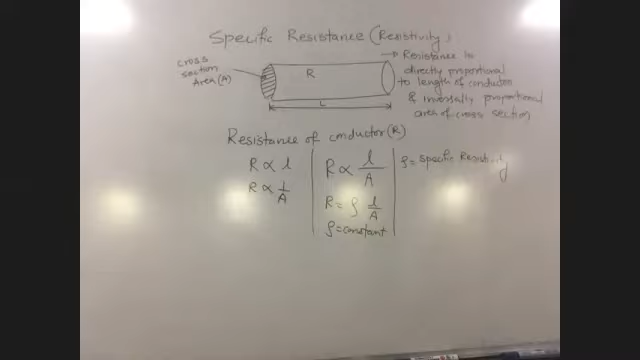 Specific Resistance (Resistivity)
cross
section
Area (A)
R
L
→ Resistance is
directly proportional
to length of conductor
& inversally proportional
area of cross section
Resistance of conductor (R)
R ∝ l
R ∝ 1/A
R ∝ l/A
R = ρ l/A
ρ = constant
ρ = specific Resistivity